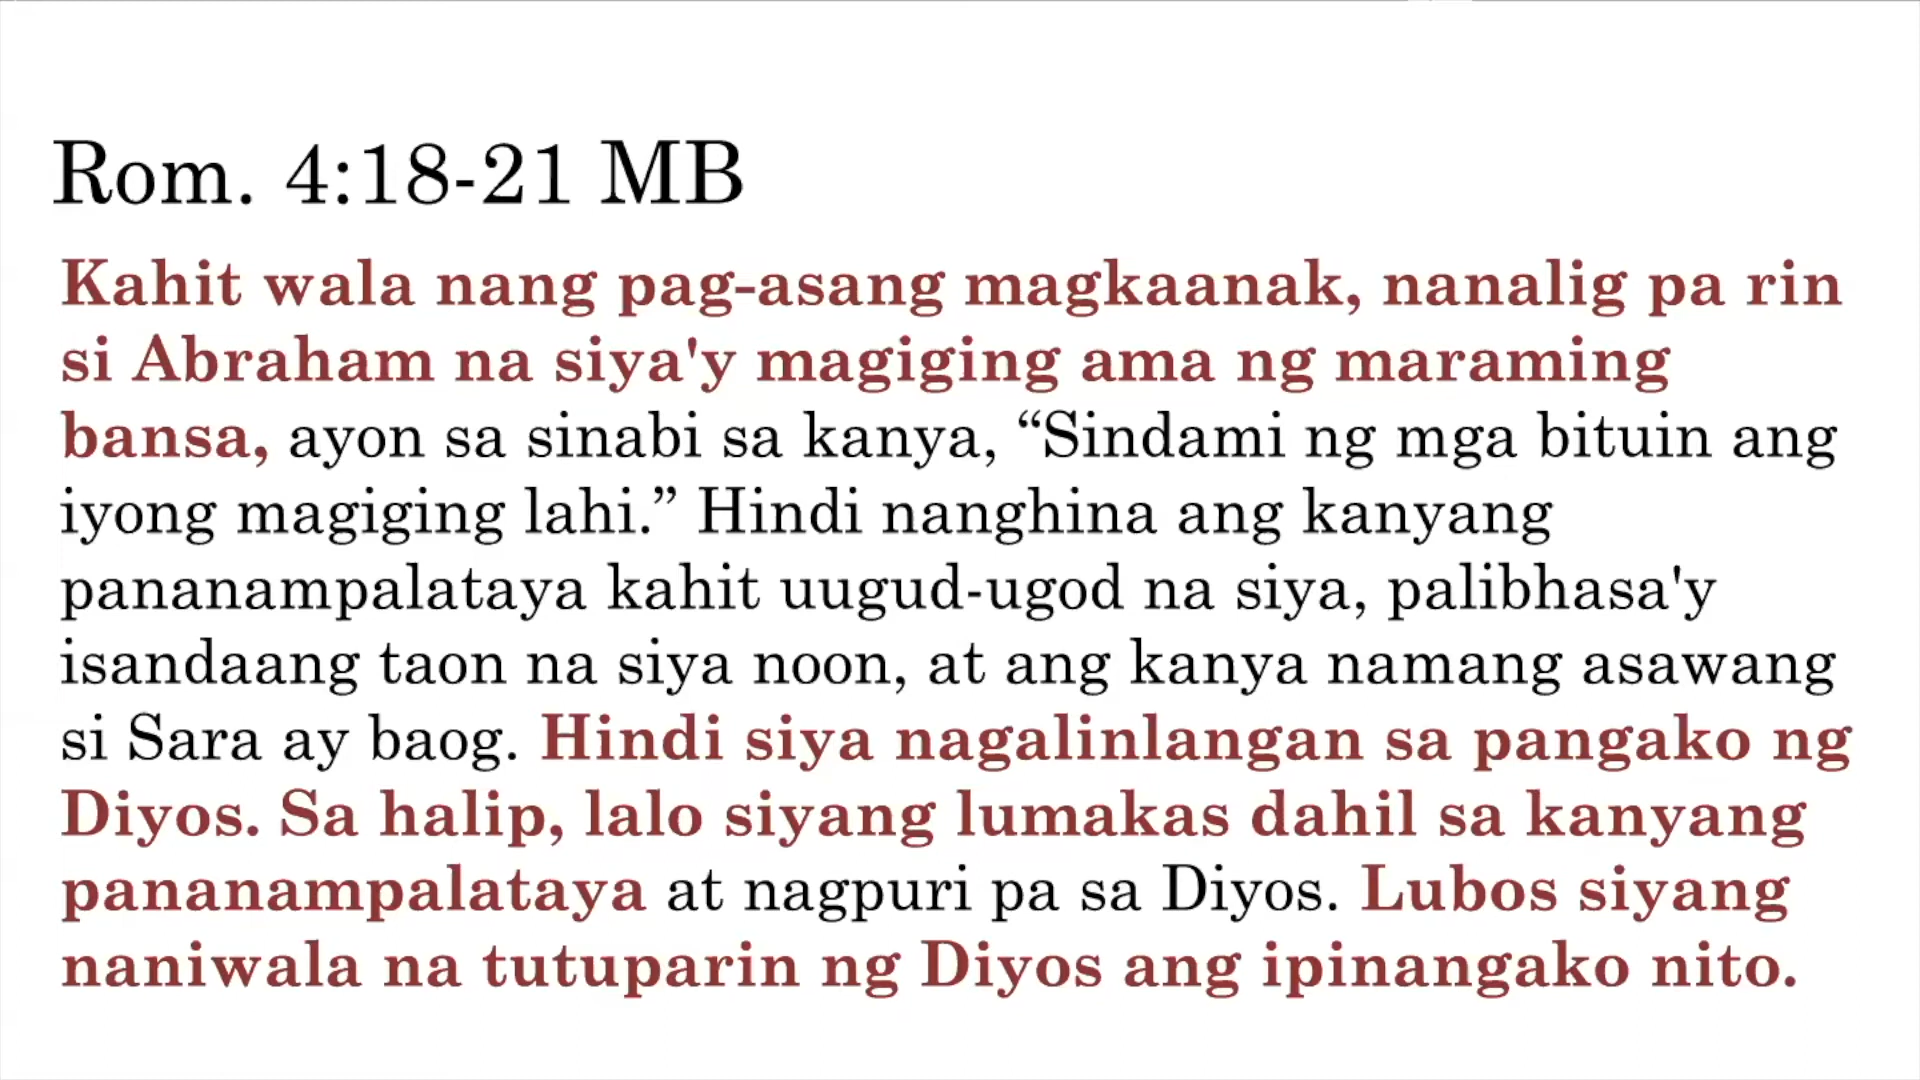 Rom. 4:18-21 MB
Kahit wala nang pag-asang magkaanak, nanalig pa rin
si Abraham na siya'y magiging ama ng maraming
bansa, ayon sa sinabi sa kanya, “Sindami ng mga bituin ang
iyong magiging lahi.” Hindi nanghina ang kanyang
pananampalataya kahit uugud-ugod na siya, palibhasa'y
isandaang taon na siya noon, at ang kanya namang asawang
si Sara ay baog. Hindi siya nagalinlangan sa pangako ng
Diyos. Sa halip, lalo siyang lumakas dahil sa kanyang
pananampalataya at nagpuri pa sa Diyos. Lubos siyang
naniwala na tutuparin ng Diyos ang ipinangako nito.